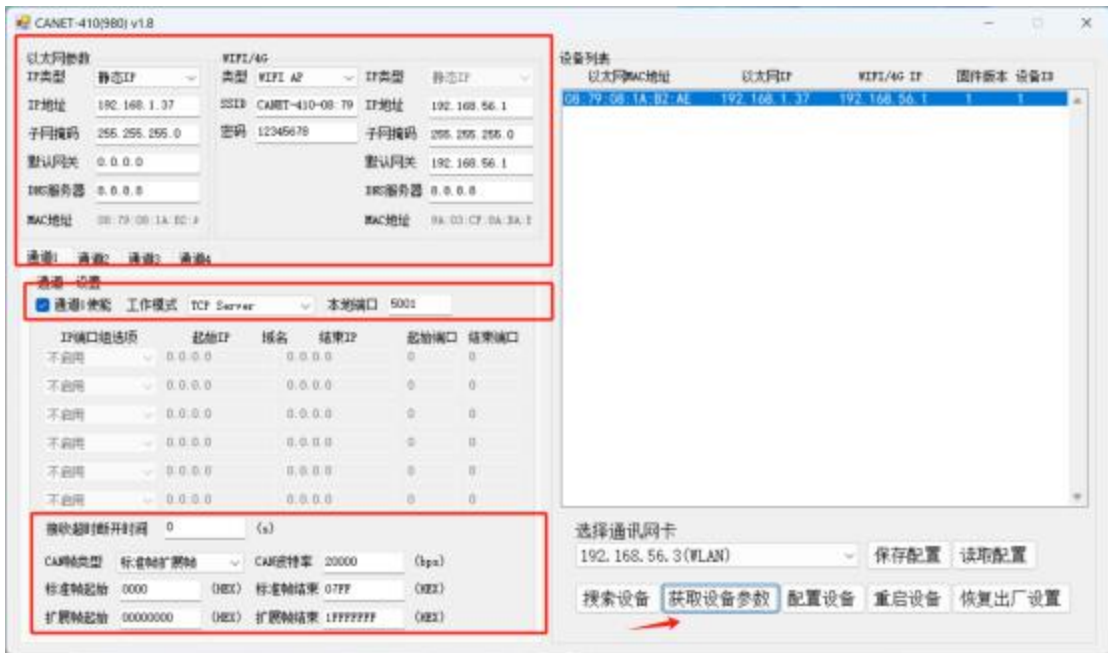 CANET-410(980) v1.8
以太网参数
IP类型 静态IP
IP地址 192.168.1.37
子网掩码 255.255.255.0
默认网关 0.0.0.0
DNS服务器 0.0.0.0
MAC地址 08:79:08:1A:B2:A
WIFI/4G
类型 WIFI AP
SSID CANET-410-08:79
密码 12345678
IP类型 静态IP
IP地址 192.168.56.1
子网掩码 255.255.255.0
默认网关 192.168.56.1
DNS服务器 0.0.0.0
MAC地址
通道1 通道2 通道3 通道4
通道 设置
通道1使能 工作模式 TCP Server 本地端口 5001
IP端口组选项 起始IP 域名 结束IP 起始端口 结束端口
不启用 0.0.0.0 0.0.0.0 0 0
不启用 0.0.0.0 0.0.0.0 0 0
不启用 0.0.0.0 0.0.0.0 0 0
不启用 0.0.0.0 0.0.0.0 0 0
不启用 0.0.0.0 0.0.0.0 0 0
不启用 0.0.0.0 0.0.0.0 0 0
接收超时断开时间 0 (s)
CAN帧类型 标准帧扩展帧 CAN波特率 20000 (bps)
标准帧起始 0000 (HEX) 标准帧结束 07FF (HEX)
扩展帧起始 00000000 (HEX) 扩展帧结束 1FFFFFFF (HEX)
设备列表
以太网MAC地址 以太网IP WIFI/4G IP 固件版本 设备ID
08:79:08:1A:B2:AE 192.168.1.37 192.168.56.1 1 1
选择通讯网卡
192.168.56.3(WLAN) 保存配置 读取配置
搜索设备 获取设备参数 配置设备 重启设备 恢复出厂设置